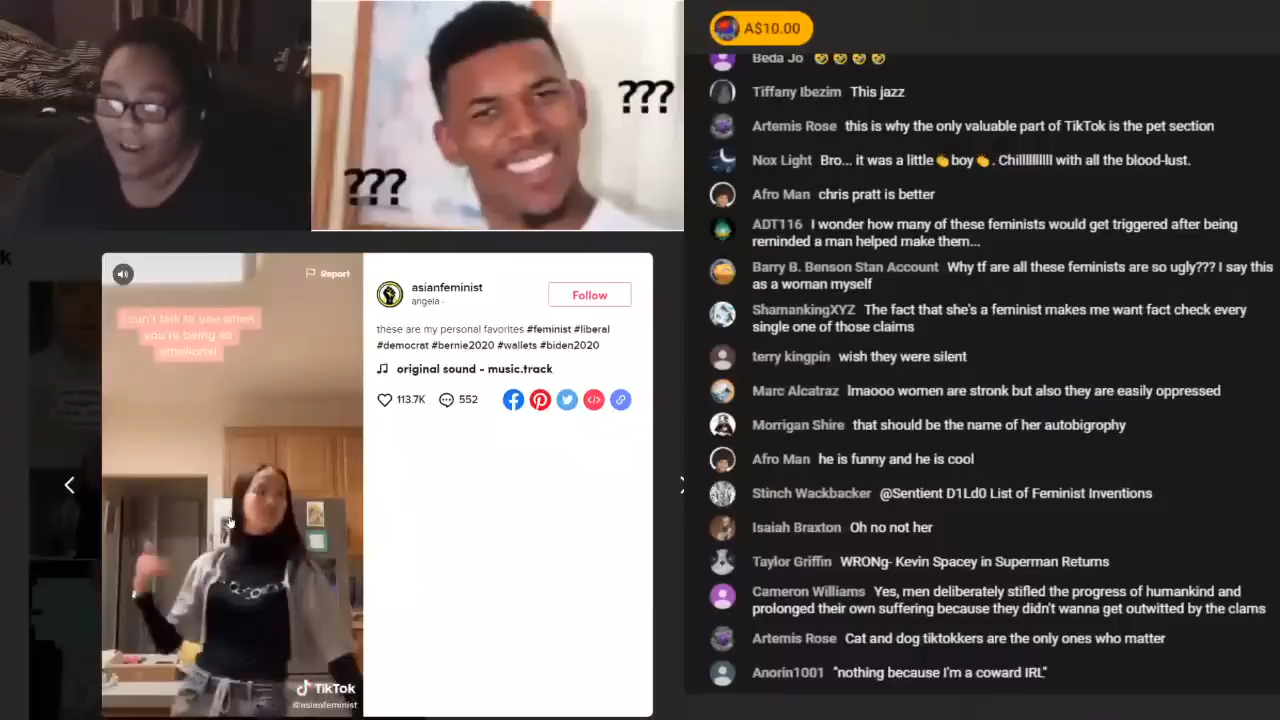 ???
???
k
Report
I can't talk to you when
you're being so
emotional
TikTok
@asianfeminist
asianfeminist
angela -
Follow
these are my personal favorites #feminist #liberal
#democrat #bernie2020 #wallets #biden2020
original sound - music.track
113.7K
552
A$10.00
Beda Jo 🤣 🤣 🤣 🤣
Tiffany Ibezim This jazz
Artemis Rose this is why the only valuable part of TikTok is the pet section
Nox Light Bro... it was a little👏boy👏. Chillllllllllll with all the blood-lust.
Afro Man chris pratt is better
ADT116 I wonder how many of these feminists would get triggered after being
reminded a man helped make them...
Barry B. Benson Stan Account Why tf are all these feminists are so ugly??? I say this
as a woman myself
ShamankingXYZ The fact that she's a feminist makes me want fact check every
single one of those claims
terry kingpin wish they were silent
Marc Alcatraz lmaooo women are stronk but also they are easily oppressed
Morrigan Shire that should be the name of her autobigrophy
Afro Man he is funny and he is cool
Stinch Wackbacker @Sentient D1Ld0 List of Feminist Inventions
Isaiah Braxton Oh no not her
Taylor Griffin WRONg- Kevin Spacey in Superman Returns
Cameron Williams Yes, men deliberately stifled the progress of humankind and
prolonged their own suffering because they didn't wanna get outwitted by the clams
Artemis Rose Cat and dog tiktokkers are the only ones who matter
Anorin1001 "nothing because I'm a coward IRL"